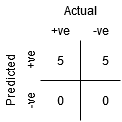 Actual
+ve -ve
Predicted
+ve 5 5
-ve 0 0